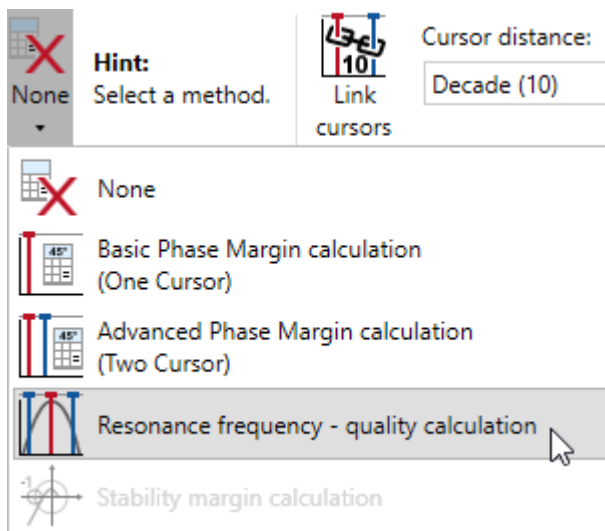 None
Hint:
Select a method.
10
Link
cursors
Cursor distance:
Decade (10)
None
45°
Basic Phase Margin calculation
(One Cursor)
45°
Advanced Phase Margin calculation
(Two Cursor)
Resonance frequency - quality calculation
-1
Stability margin calculation